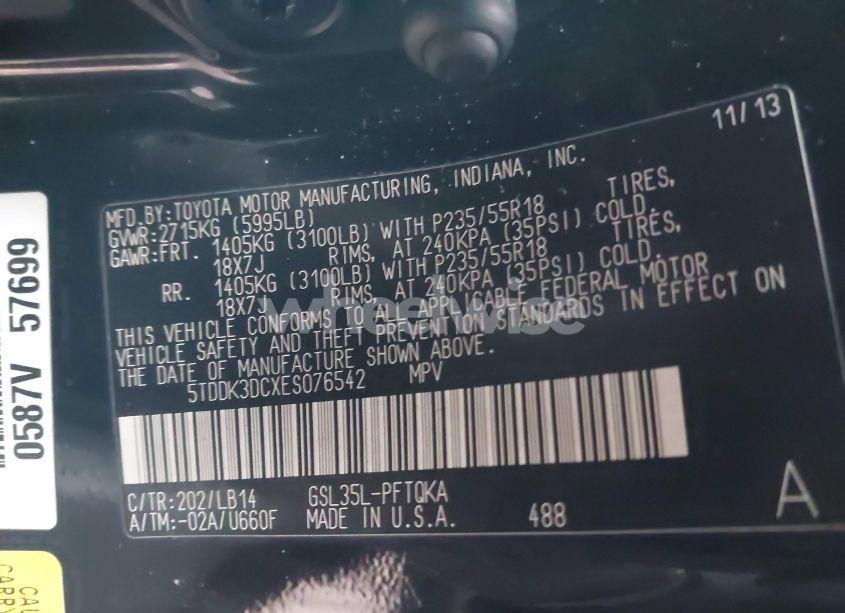 11/13
MFD.BY:TOYOTA MOTOR MANUFACTURING, INDIANA, INC.
GVWR:2715KG (5995LB)
GAWR:FRT. 1405KG (3100LB) WITH P235/55R18 TIRES,
18X7J RIMS, AT 240KPA (35PSI) COLD.
RR. 1405KG (3100LB) WITH P235/55R18 TIRES,
18X7J RIMS, AT 240KPA (35PSI) COLD.
THIS VEHICLE CONFORMS TO ALL APPLICABLE FEDERAL MOTOR
VEHICLE SAFETY AND THEFT PREVENTION STANDARDS IN EFFECT ON
THE DATE OF MANUFACTURE SHOWN ABOVE.
5TDDK3DCXES076542 MPV
C/TR:202/LB14 GSL35L-PFTQKA
A/TM:-02A/U660F MADE IN U.S.A. 488
A
0587V 57699
wheelwise